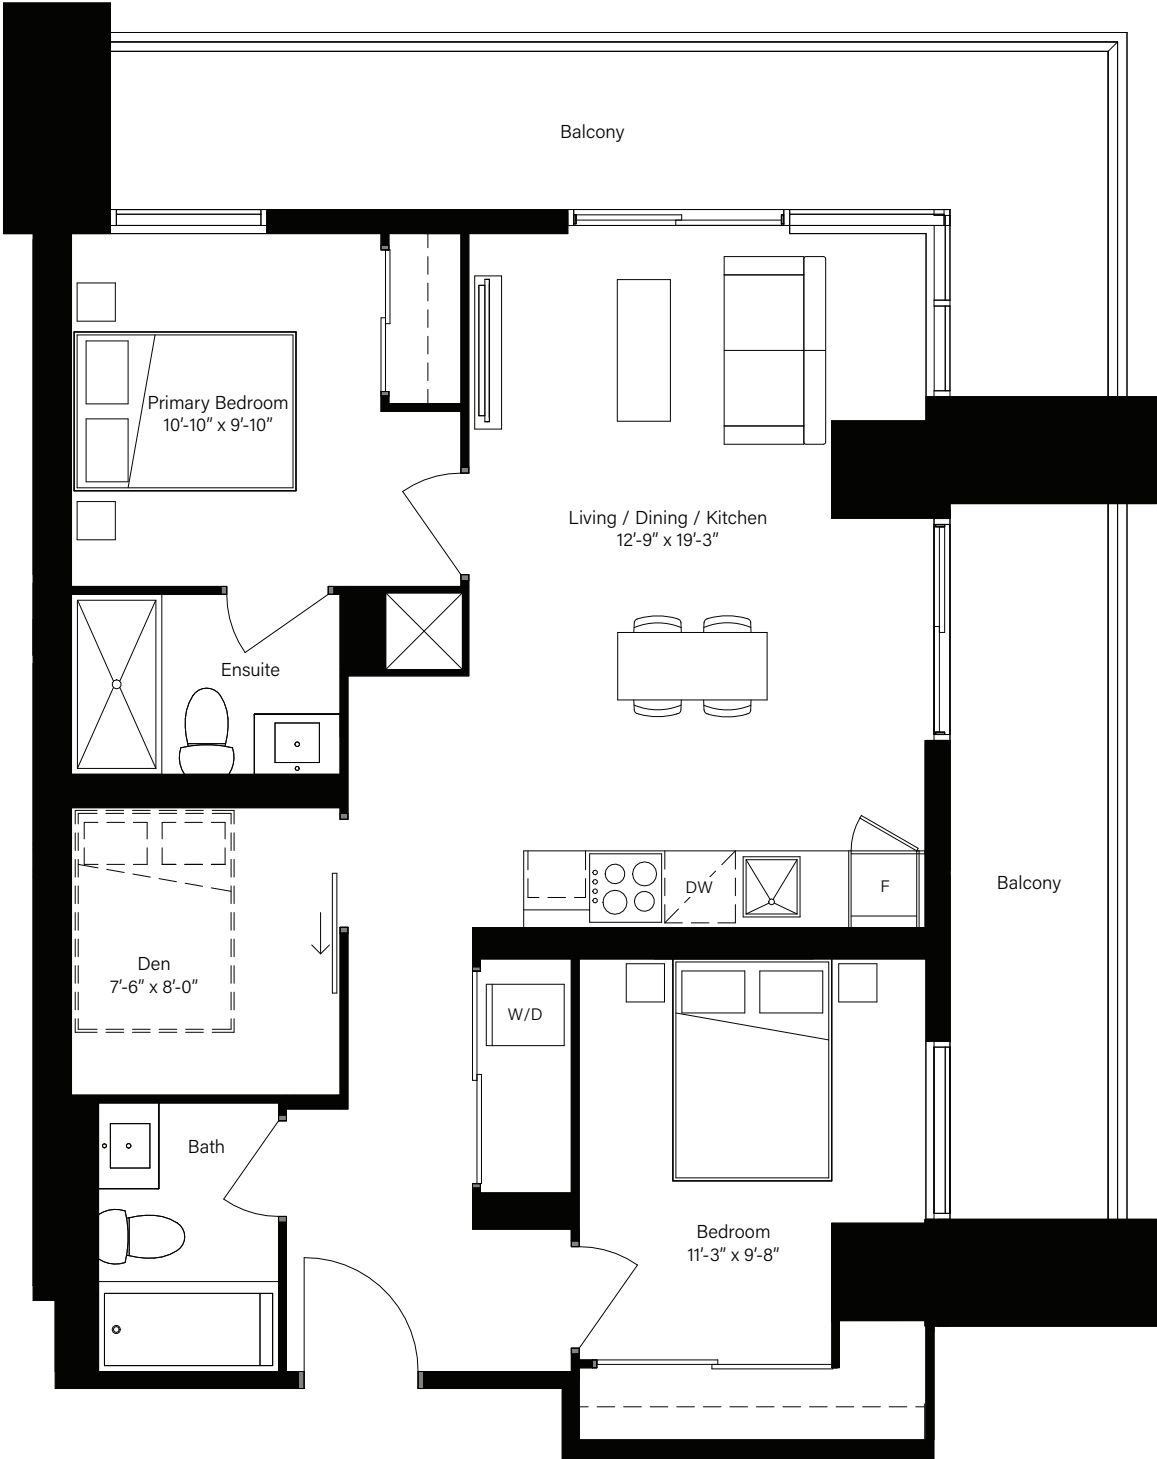 Balcony
Primary Bedroom
10'-10" x 9'-10"
Living / Dining / Kitchen
12'-9" x 19'-3"
Ensuite
DW
F
Balcony
Den
7'-6" x 8'-0"
W/D
Bath
Bedroom
11'-3" x 9'-8"